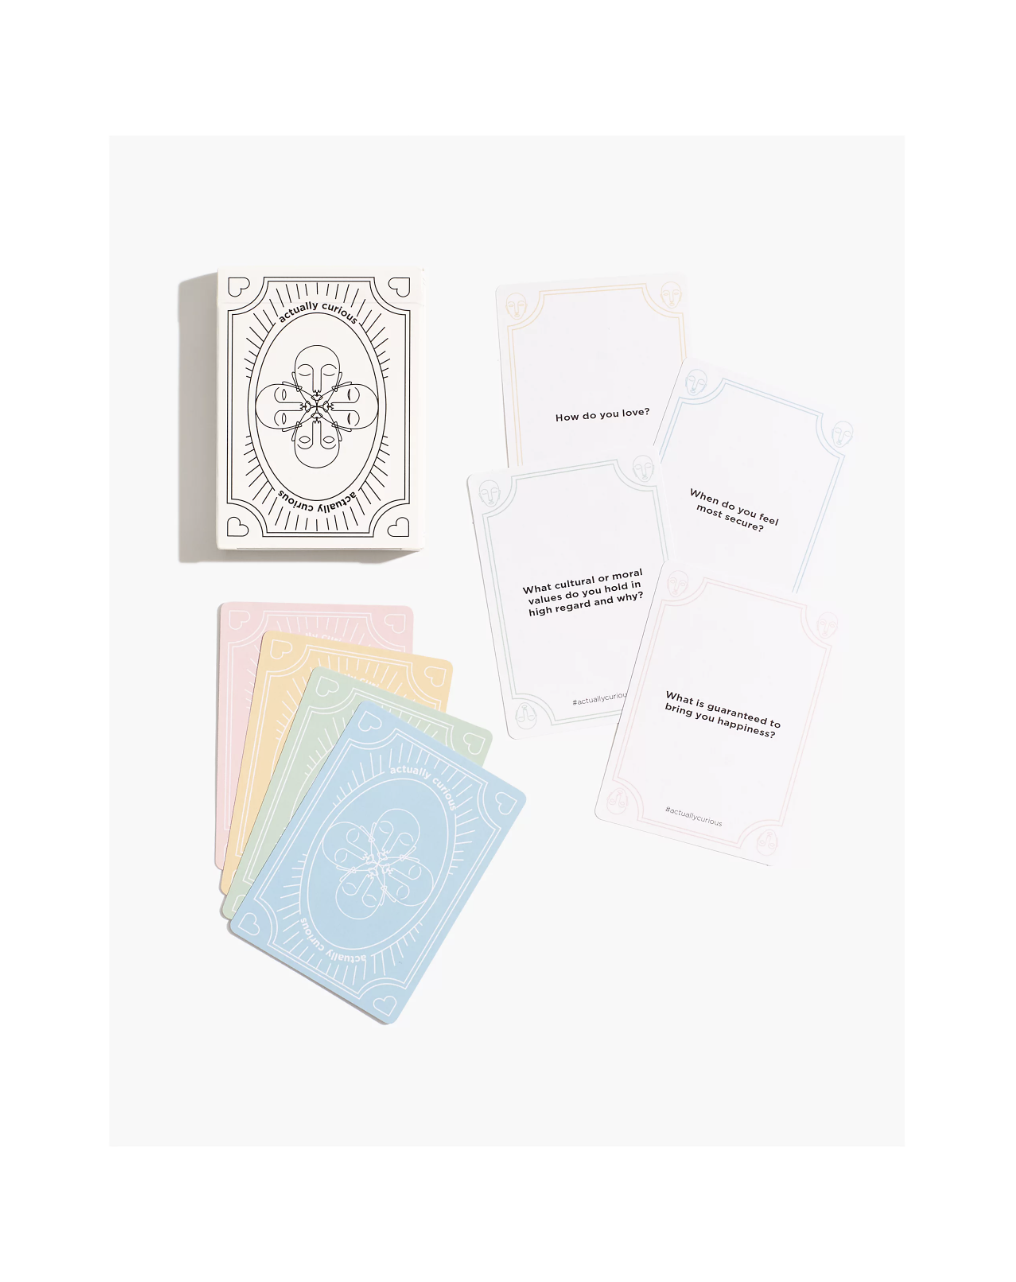 actually curious
actually curious
How do you love?
When do you feel
most secure?
What cultural or moral
values do you hold in
high regard and why?
#actuallycuriou
What is guaranteed to
bring you happiness?
#actuallycurious
actually curious
actually curious